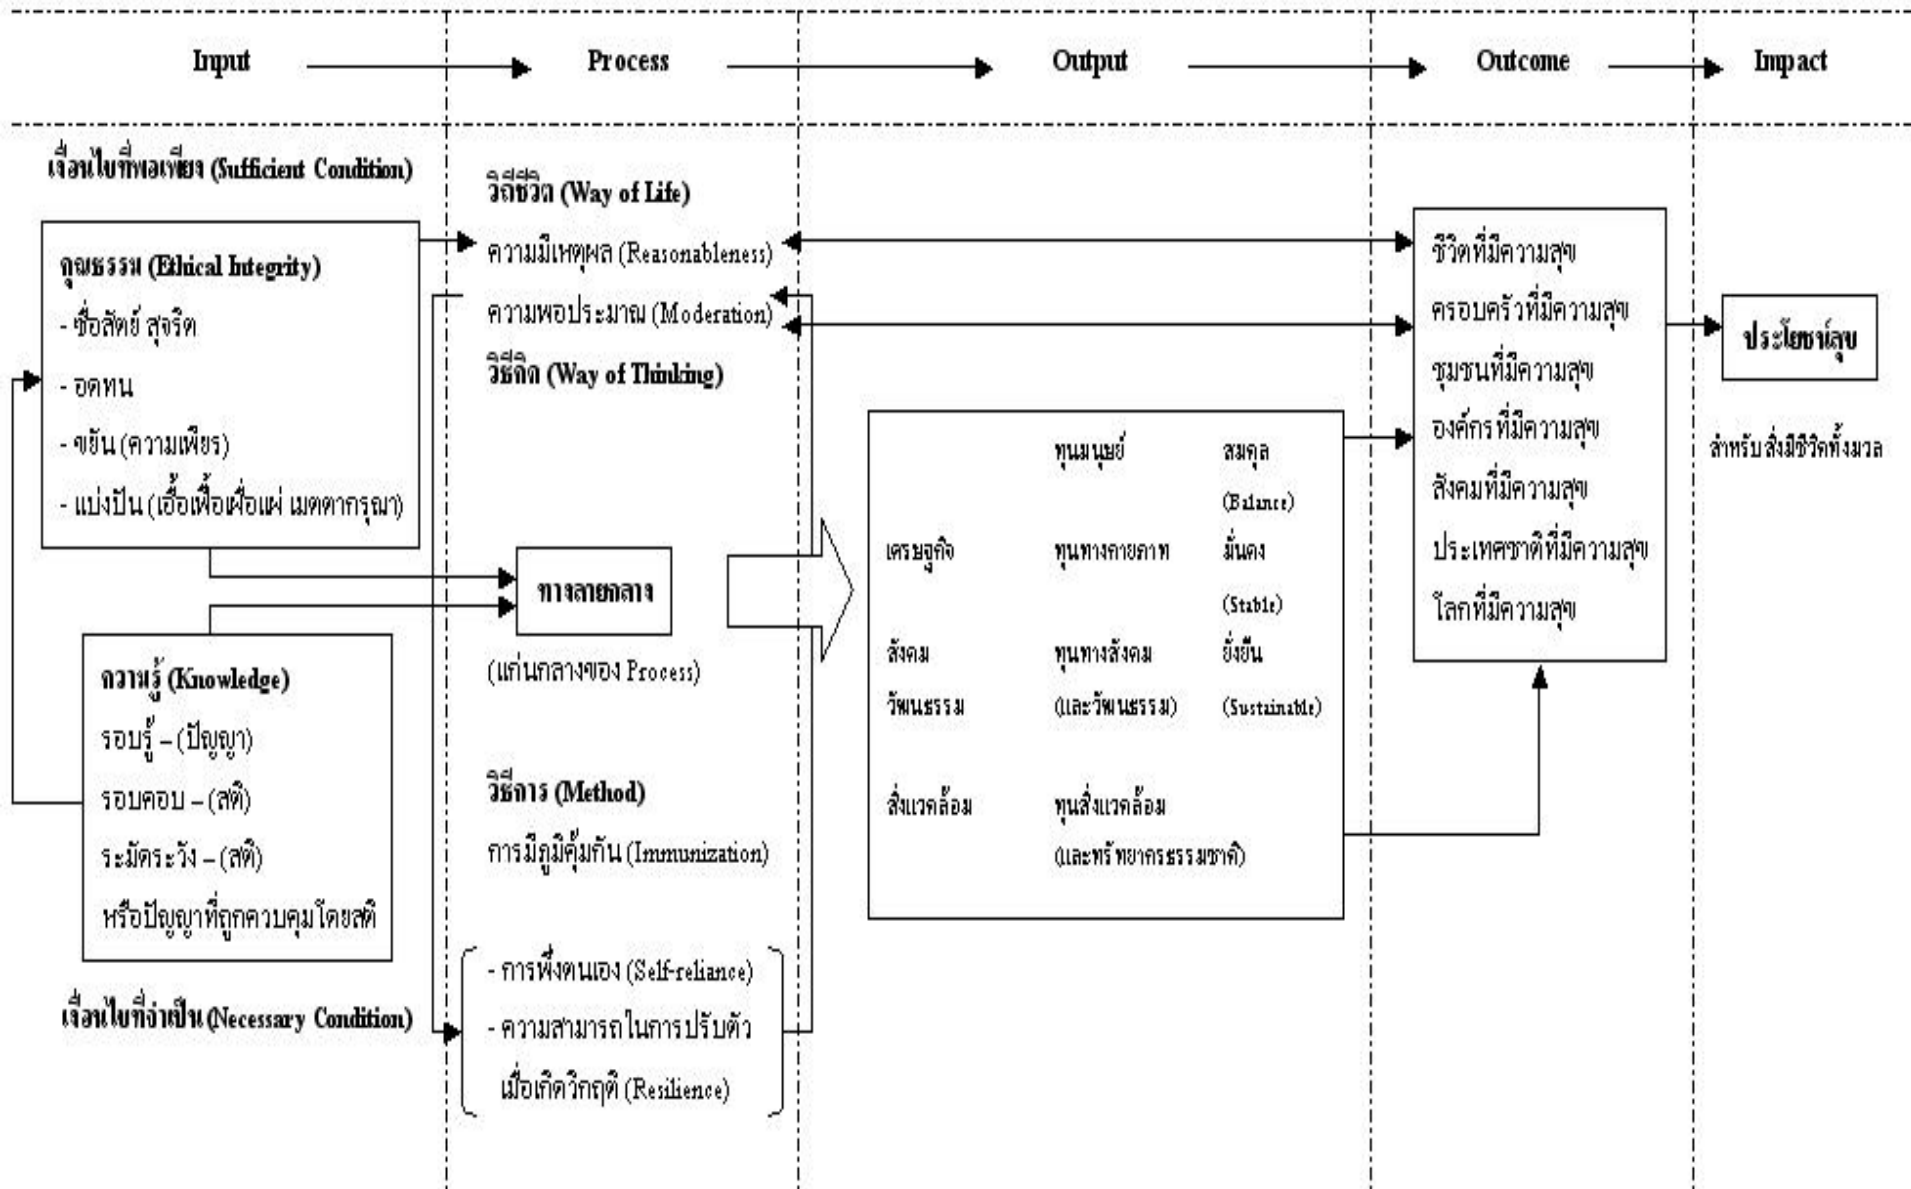 Input
Process
Output
Outcome
Impact
เงื่อนไขที่พอเพียง (Sufficient Condition)
คุณธรรม (Ethical Integrity)
- ซื่อสัตย์ สุจริต
- อดทน
- ขยัน (ความเพียร)
- แบ่งปัน (เอื้อเฟื้อเผื่อแผ่ เมตตากรุณา)
ความรู้ (Knowledge)
รอบรู้ – (ปัญญา)
รอบคอบ – (สติ)
ระมัดระวัง – (สติ)
หรือปัญญาที่ถูกควบคุมโดยสติ
เงื่อนไขที่จำเป็น (Necessary Condition)
วิถีชีวิต (Way of Life)
ความมีเหตุผล (Reasonableness)
ความพอประมาณ (Moderation)
วิธีคิด (Way of Thinking)
ทางสายกลาง
(แก่นกลางของ Process)
วิธีการ (Method)
การมีภูมิคุ้มกัน (Immunization)
- การพึ่งตนเอง (Self-reliance)
- ความสามารถในการปรับตัว
เมื่อเกิดวิกฤติ (Resilience)
ทุนมนุษย์ สมดุล
(Balance)
เศรษฐกิจ ทุนทางกายภาพ มั่นคง
(Stable)
สังคม ทุนทางสังคม ยั่งยืน
วัฒนธรรม (และวัฒนธรรม) (Sustainable)
สิ่งแวดล้อม ทุนสิ่งแวดล้อม
(และทรัพยากรธรรมชาติ)
ชีวิตที่มีความสุข
ครอบครัวที่มีความสุข
ชุมชนที่มีความสุข
องค์กรที่มีความสุข
สังคมที่มีความสุข
ประเทศชาติที่มีความสุข
โลกที่มีความสุข
ประโยชน์สุข
สำหรับสิ่งมีชีวิตทั้งมวล